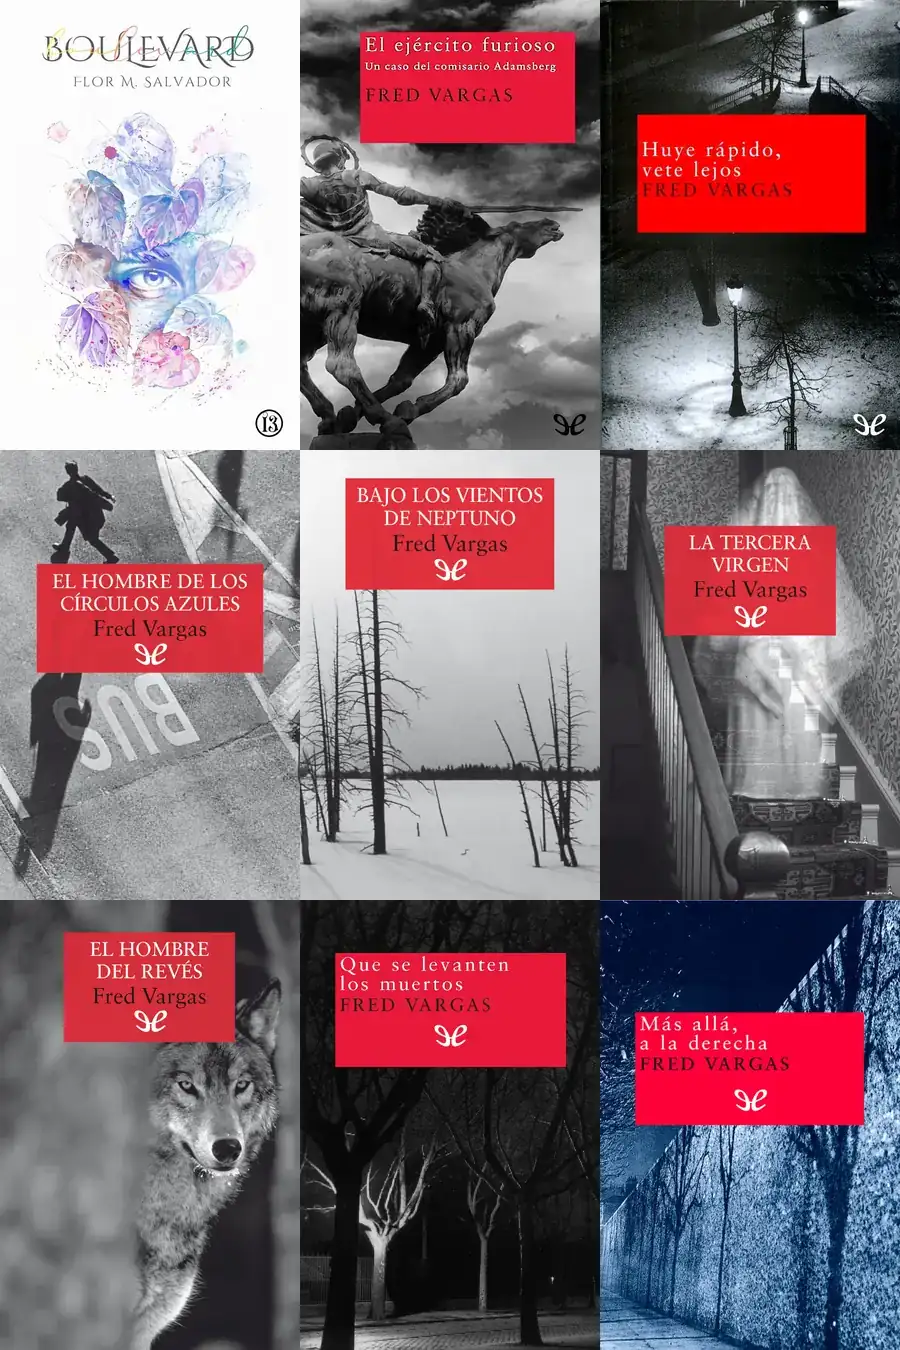 BOULEVARD
FLOR M. SALVADOR
13
El ejército furioso
Un caso del comisario Adamsberg
FRED VARGAS
Huye rápido,
vete lejos
FRED VARGAS
EL HOMBRE DE LOS
CÍRCULOS AZULES
Fred Vargas
BUS
BAJO LOS VIENTOS
DE NEPTUNO
Fred Vargas
LA TERCERA
VIRGEN
Fred Vargas
EL HOMBRE
DEL REVÉS
Fred Vargas
Que se levanten
los muertos
FRED VARGAS
Más allá,
a la derecha
FRED VARGAS